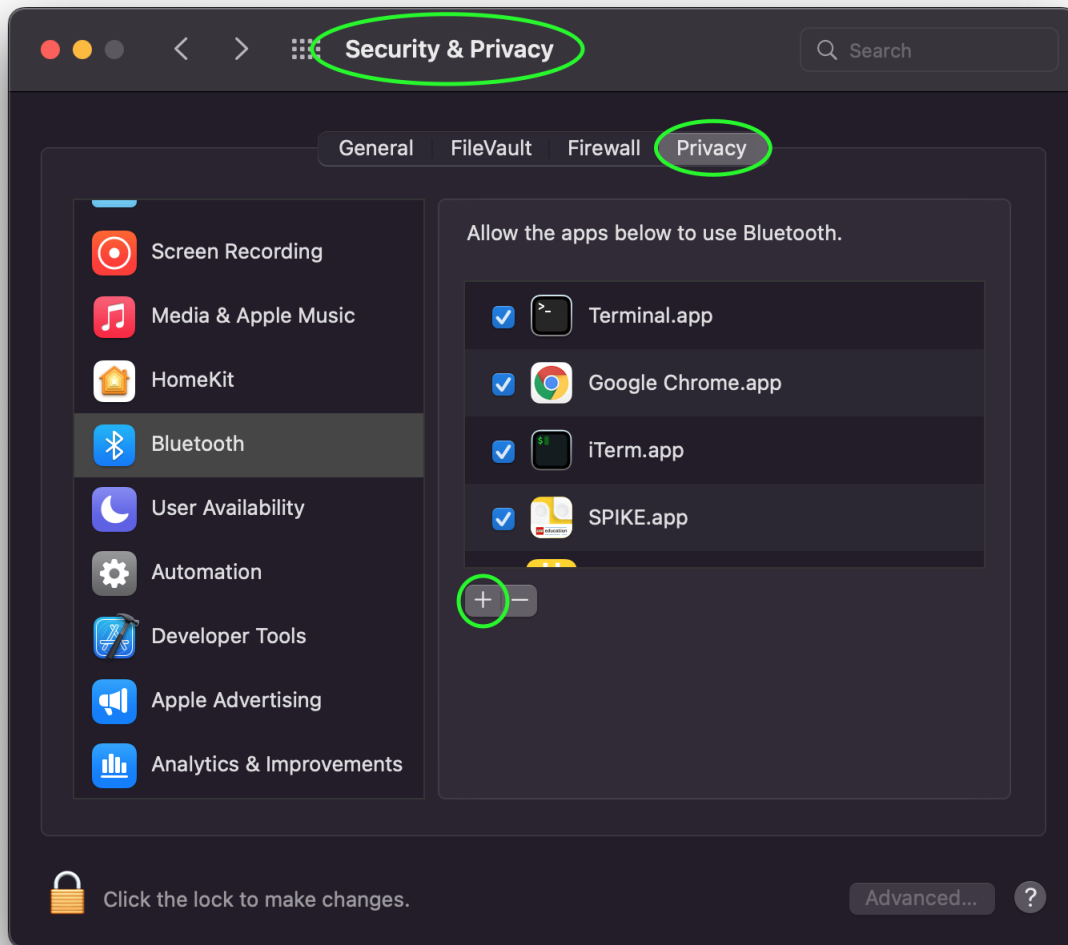 Security & Privacy
Search
General FileVault Firewall Privacy
Screen Recording
Media & Apple Music
HomeKit
Bluetooth
User Availability
Automation
Developer Tools
Apple Advertising
Analytics & Improvements
Allow the apps below to use Bluetooth.
>_
Terminal.app
Google Chrome.app
$
iTerm.app
education
SPIKE.app
+ −
Click the lock to make changes.
Advanced...
?